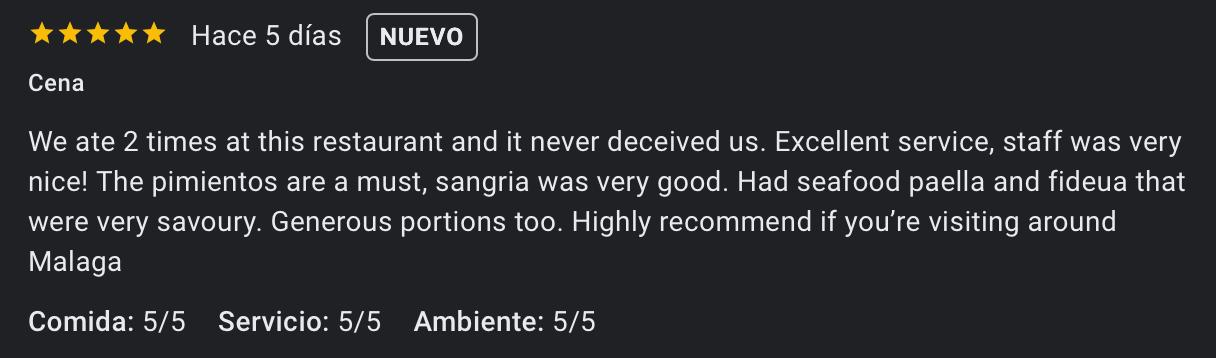 Hace 5 días NUEVO
Cena
We ate 2 times at this restaurant and it never deceived us. Excellent service, staff was very
nice! The pimientos are a must, sangria was very good. Had seafood paella and fideua that
were very savoury. Generous portions too. Highly recommend if you’re visiting around
Malaga
Comida: 5/5 Servicio: 5/5 Ambiente: 5/5